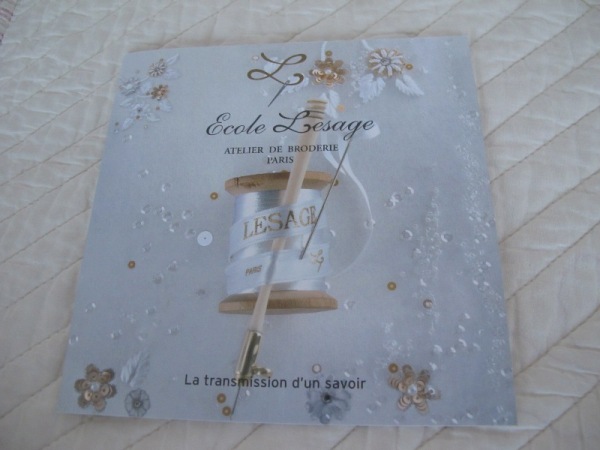 Ecole Lesage
ATELIER DE BRODERIE
PARIS
LESAGE
PARIS
La transmission d'un savoir